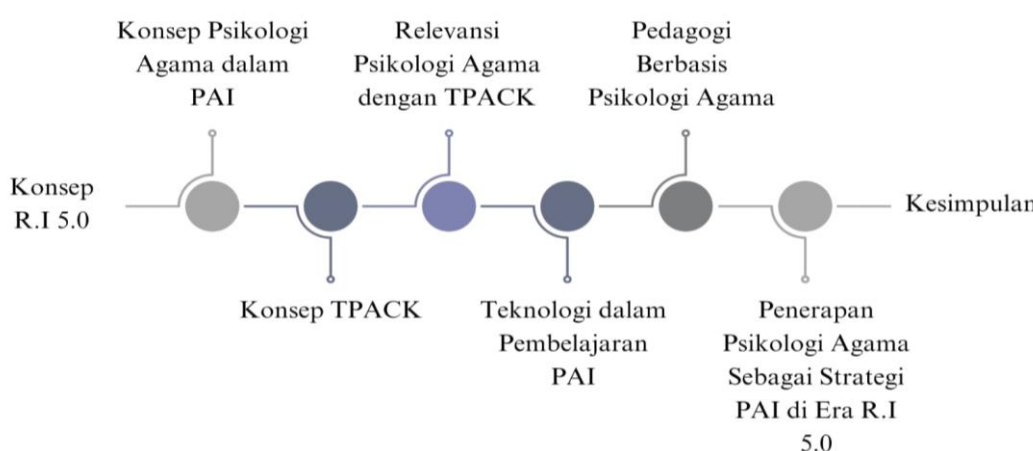 Konsep
R.I 5.0
Konsep Psikologi
Agama dalam
PAI
Konsep TPACK
Relevansi
Psikologi Agama
dengan TPACK
Teknologi dalam
Pembelajaran
PAI
Pedagogi
Berbasis
Psikologi Agama
Penerapan
Psikologi Agama
Sebagai Strategi
PAI di Era R.I
5.0
Kesimpulan